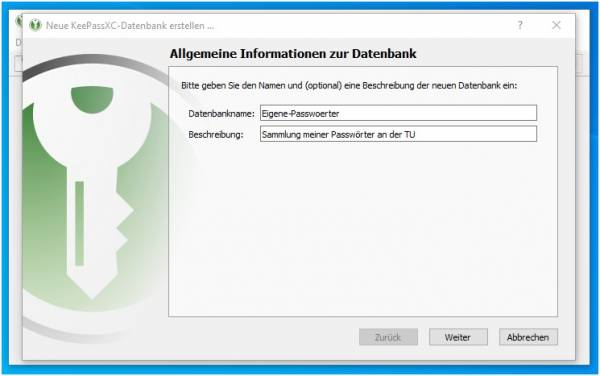 Neue KeePassXC-Datenbank erstellen ...
Allgemeine Informationen zur Datenbank
Bitte geben Sie den Namen und (optional) eine Beschreibung der neuen Datenbank ein:
Datenbankname: Eigene-Passwoerter
Beschreibung: Sammlung meiner Passwörter an der TU
Zurück Weiter Abbrechen